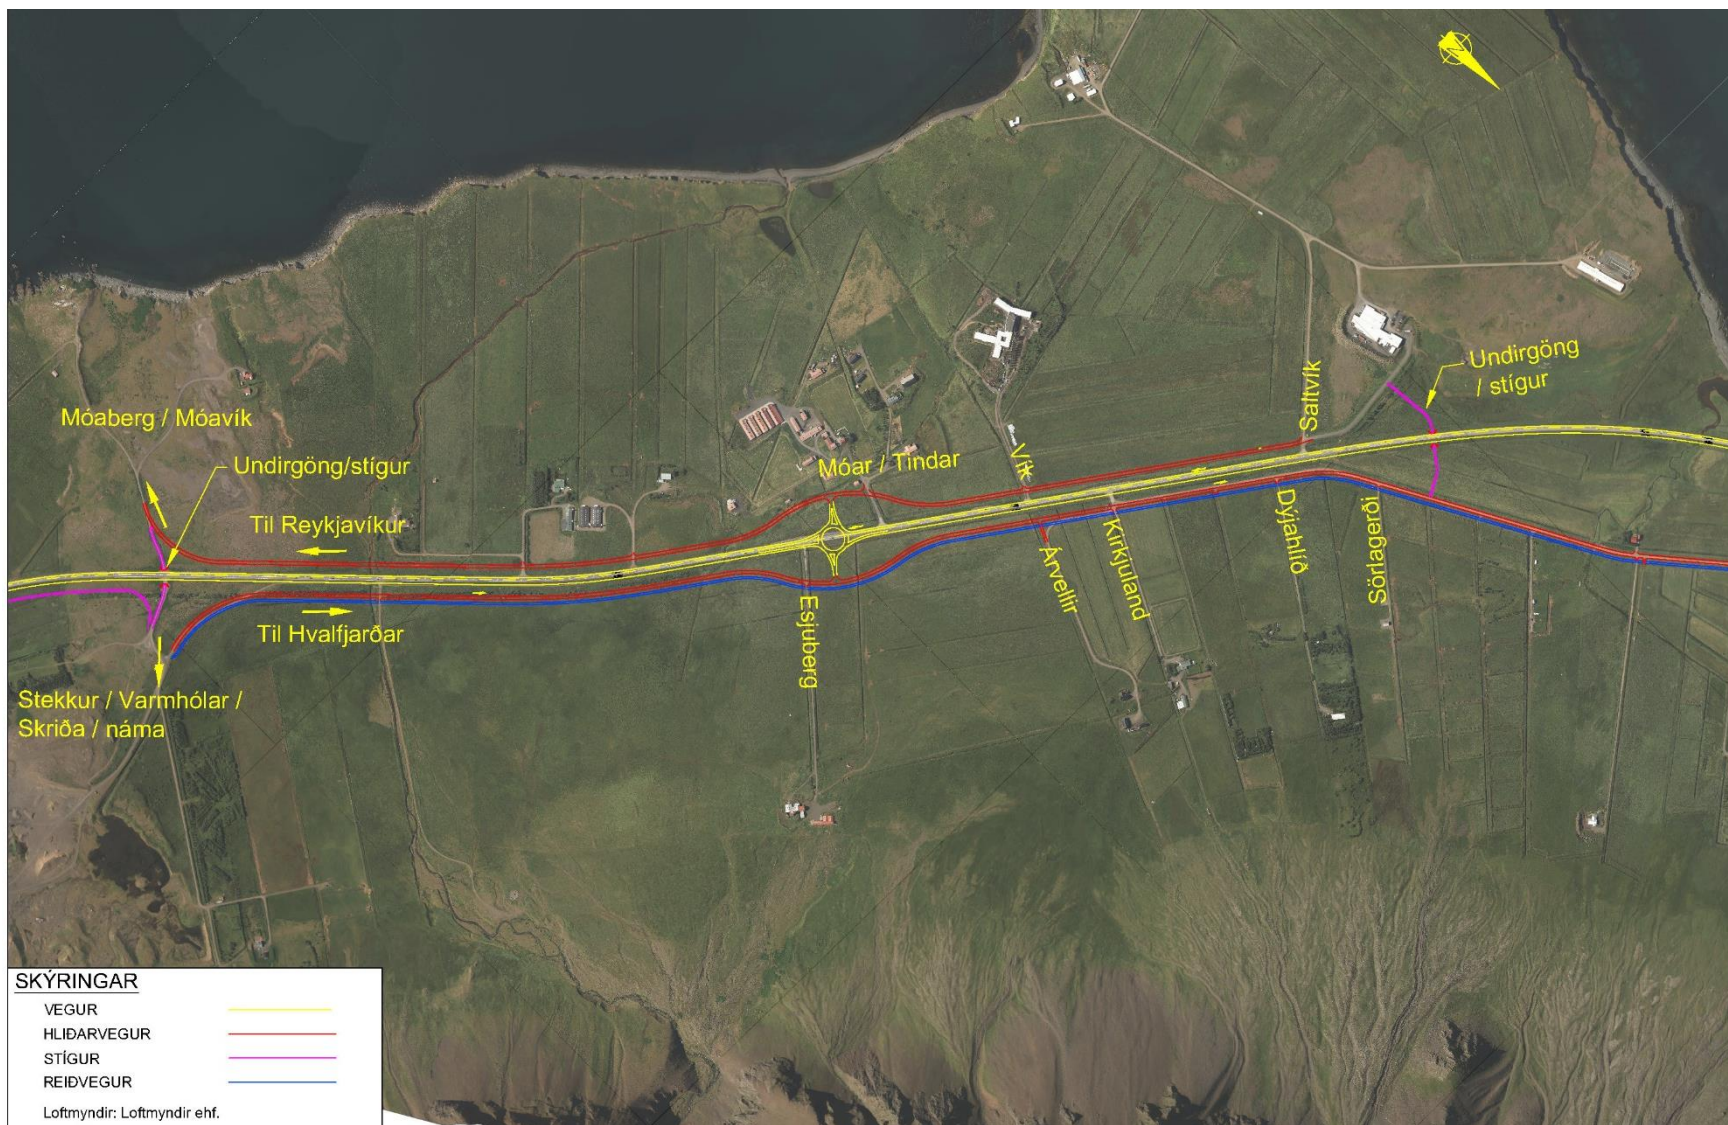 N
Undirgöng
/ stígur
Saltvík
Móaberg / Móavík
Undirgöng/stígur
Móar / Tindar
Vík
Til Reykjavíkur
Kirkjuland
Dýjahlíð
Sörlagerði
Árvellir
Esjuberg
Til Hvalfjarðar
Stekkur / Varmhólar /
Skriða / náma
SKÝRINGAR
VEGUR
HLIÐARVEGUR
STÍGUR
REIÐVEGUR
Loftmyndir: Loftmyndir ehf.